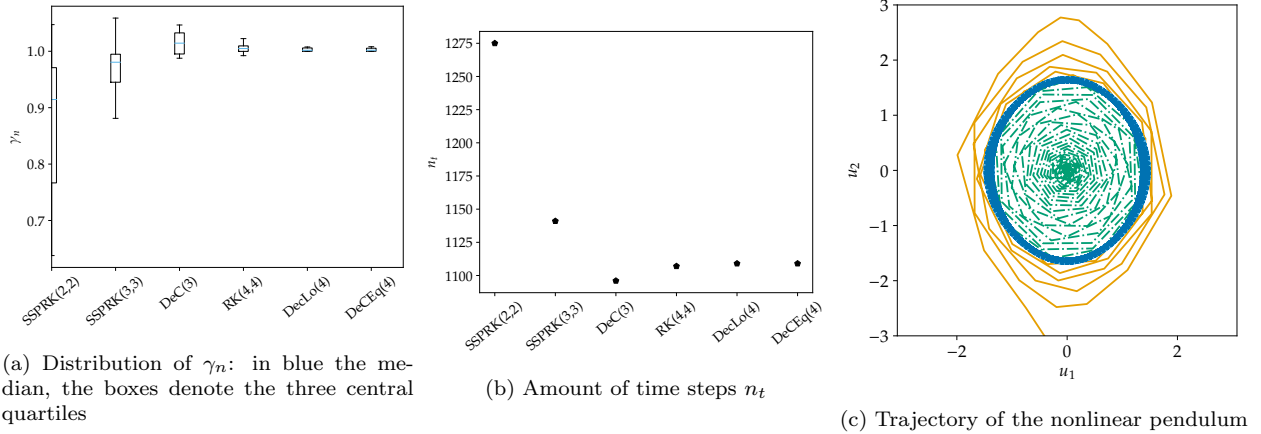 1.0
0.9
0.8
0.7
γn
SSPRK(2,2)
SSPRK(3,3)
DeC(3)
RK(4,4)
DecLo(4)
DeCEq(4)
(a) Distribution of γn: in blue the me-
dian, the boxes denote the three central
quartiles
1275
1250
1225
1200
1175
1150
1125
1100
nt
SSPRK(2,2)
SSPRK(3,3)
DeC(3)
RK(4,4)
DecLo(4)
DeCEq(4)
(b) Amount of time steps nt
3
2
1
0
−1
−2
−3
u2
−2
0
2
u1
(c) Trajectory of the nonlinear pendulum